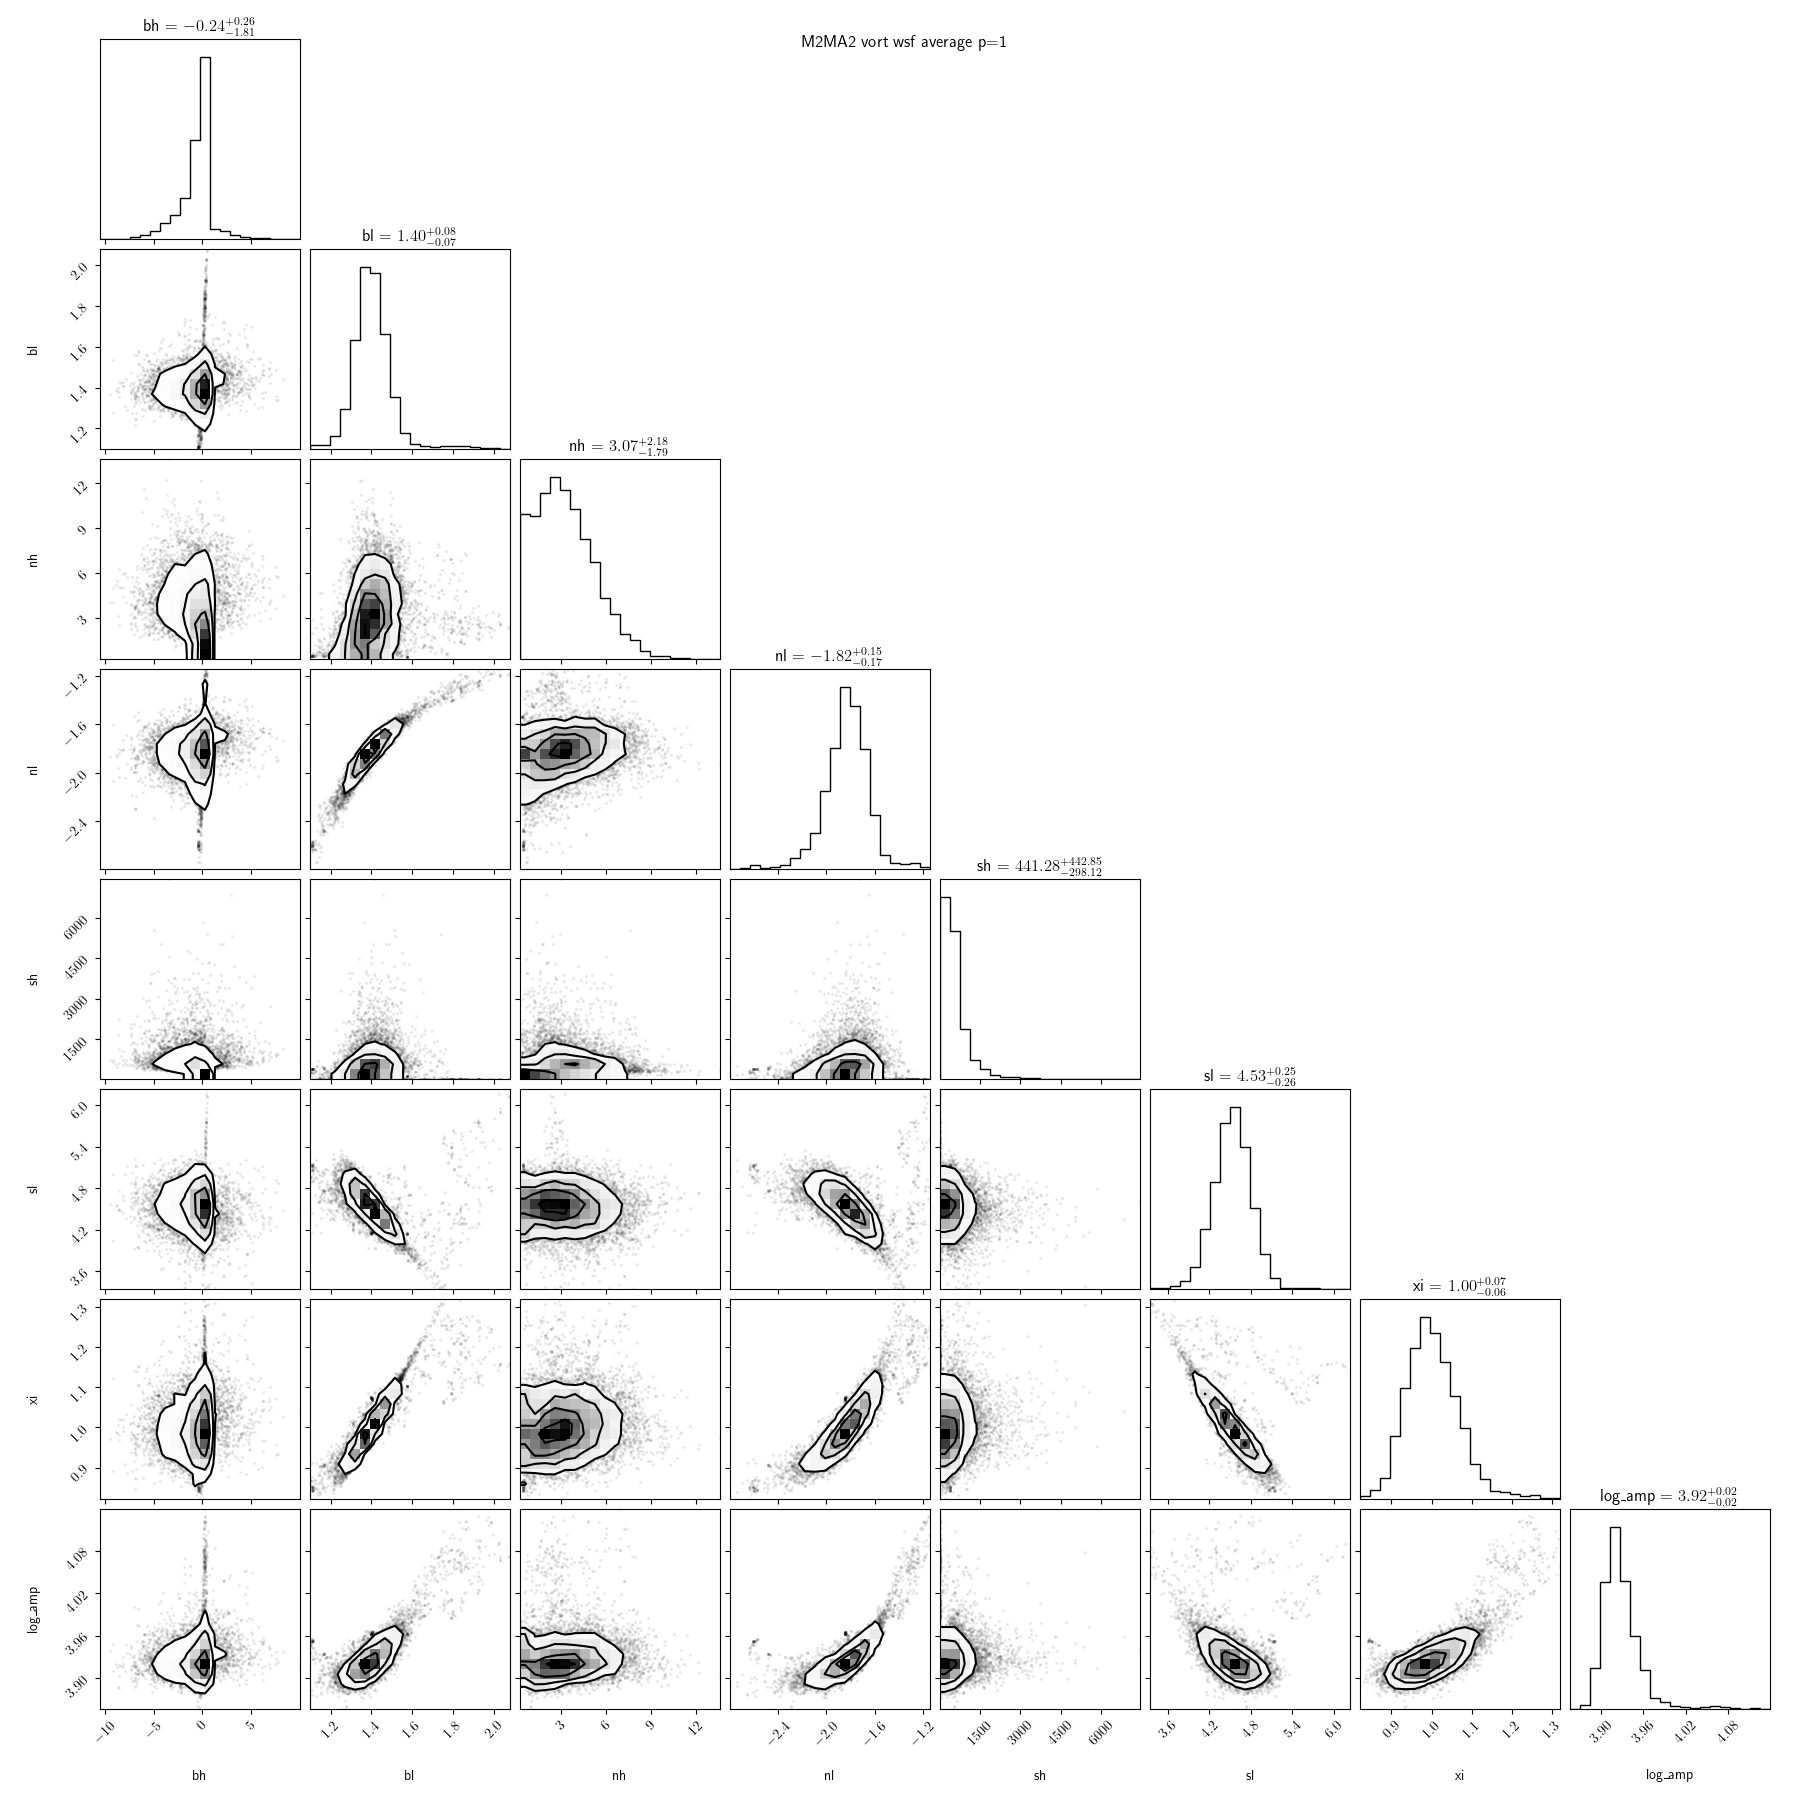 M2MA2 vort wsf average p=1
bh = −0.24 +0.26 −1.81
bl = 1.40 +0.08 −0.07
bl
2.0
1.8
1.6
1.4
1.2
nh = 3.07 +2.18 −1.79
nh
12
9
6
3
nl = −1.82 +0.15 −0.17
nl
−1.2
−1.6
−2.0
−2.4
sh = 441.28 +442.85 −298.12
sh
6000
4500
3000
1500
sl = 4.53 +0.25 −0.26
sl
6.0
5.4
4.8
4.2
3.6
xi = 1.00 +0.07 −0.06
xi
1.3
1.2
1.1
1.0
0.9
log_amp = 3.92 +0.02 −0.02
log_amp
4.08
4.02
3.96
3.90
−10 −5 0 5 1.2 1.4 1.6 1.8 2.0 3 6 9 12 −2.4 −2.0 −1.6 −1.2 1500 3000 4500 6000 3.6 4.2 4.8 5.4 6.0 0.9 1.0 1.1 1.2 1.3 3.90 3.96 4.02 4.08
bh bl nh nl sh sl xi log_amp